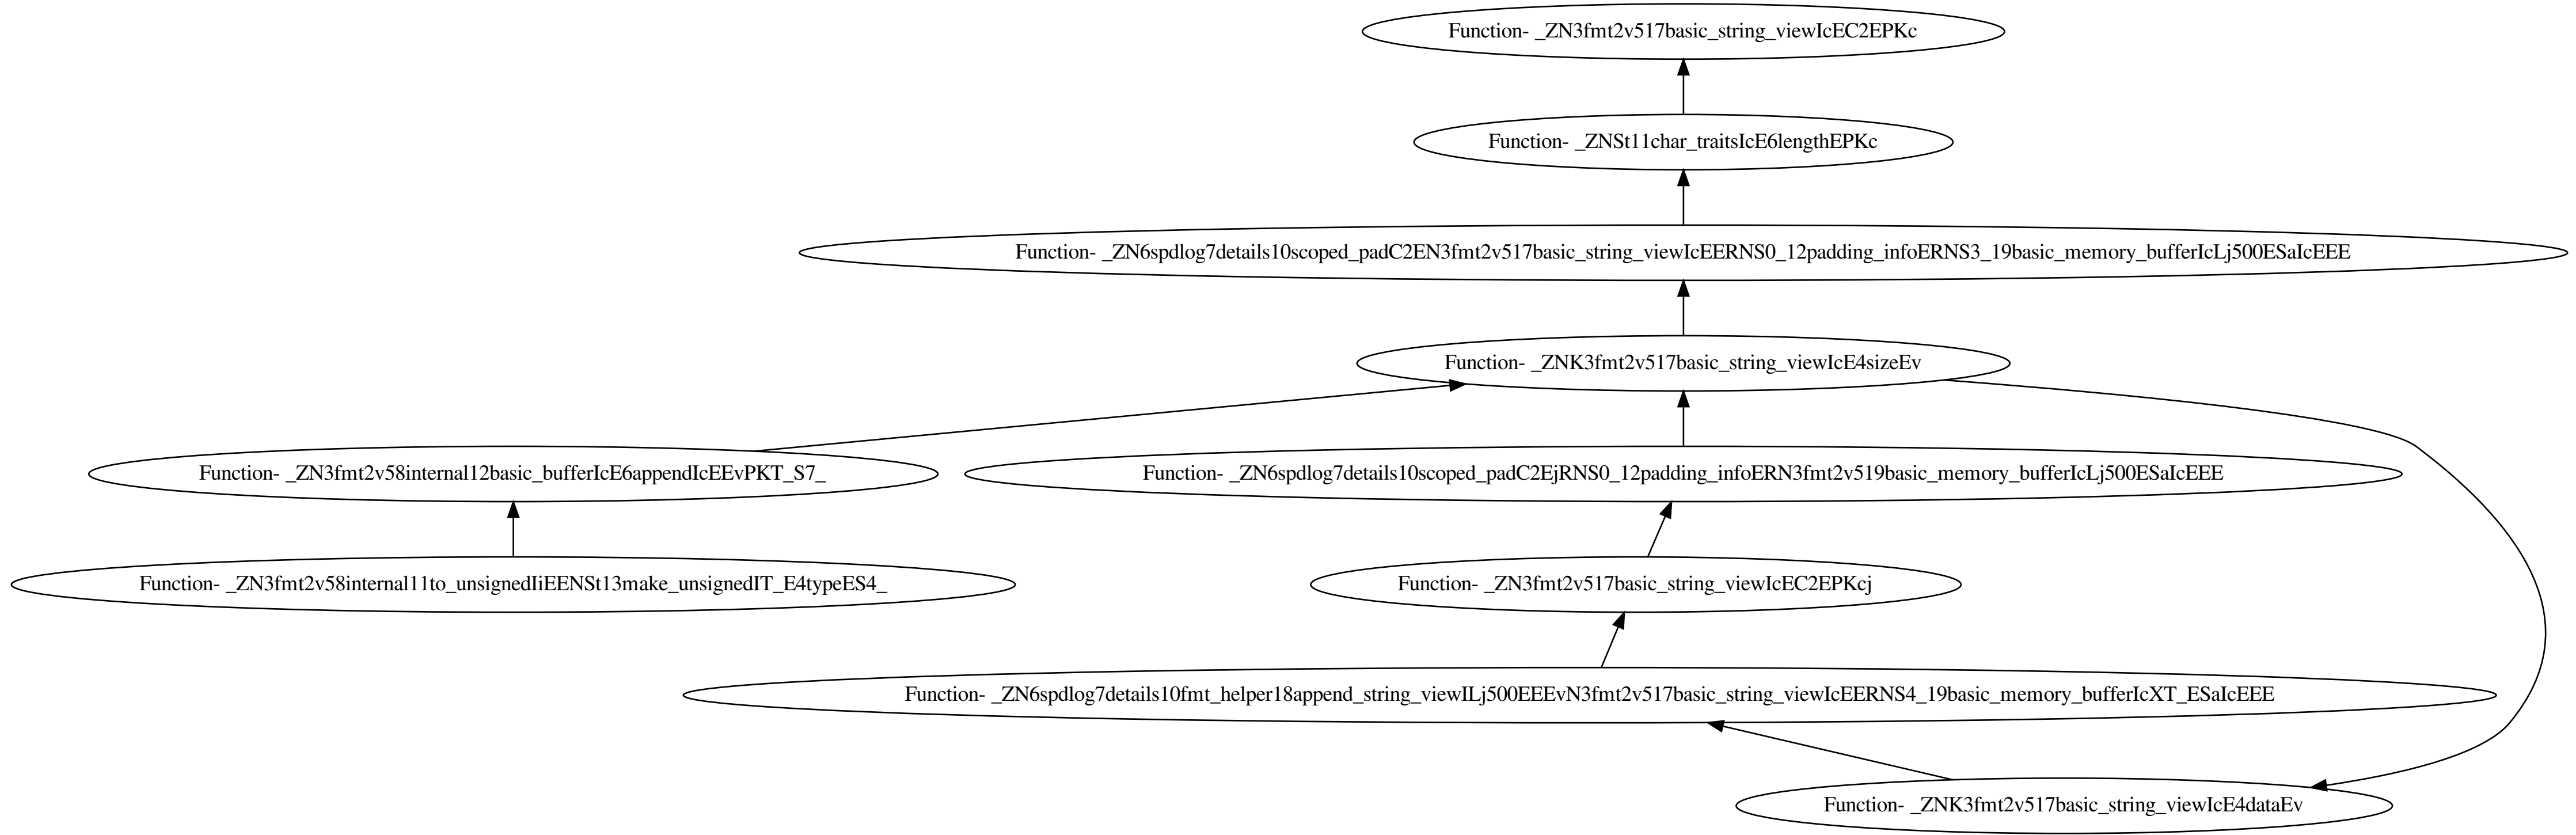 Function- _ZN3fmt2v517basic_string_viewIcEC2EPKc
Function- _ZNSt11char_traitsIcE6lengthEPKc
Function- _ZN6spdlog7details10scoped_padC2EN3fmt2v517basic_string_viewIcEERNS0_12padding_infoERNS3_19basic_memory_bufferIcLj500ESaIcEEE
Function- _ZNK3fmt2v517basic_string_viewIcE4sizeEv
Function- _ZN3fmt2v58internal12basic_bufferIcE6appendIcEEvPKT_S7_
Function- _ZN6spdlog7details10scoped_padC2EjRNS0_12padding_infoERN3fmt2v519basic_memory_bufferIcLj500ESaIcEEE
Function- _ZN3fmt2v58internal11to_unsignedIiEENSt13make_unsignedIT_E4typeES4_
Function- _ZN3fmt2v517basic_string_viewIcEC2EPKcj
Function- _ZN6spdlog7details10fmt_helper18append_string_viewILj500EEEvN3fmt2v517basic_string_viewIcEERNS4_19basic_memory_bufferIcXT_ESaIcEEE
Function- _ZNK3fmt2v517basic_string_viewIcE4dataEv